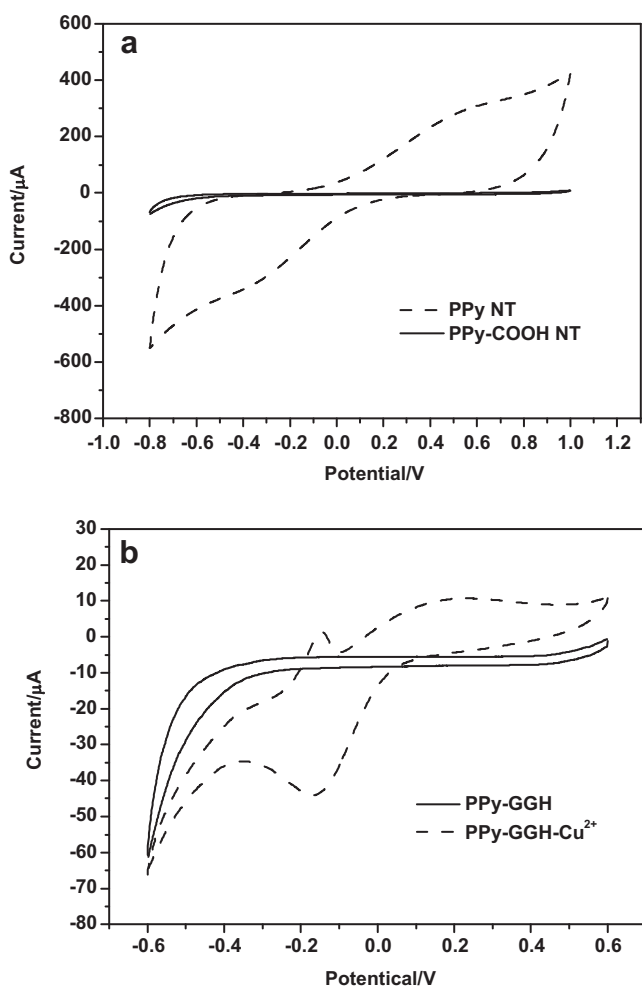 a
600
400
200
0
-200
-400
-600
-800
Current/µA
PPy NT
PPy-COOH NT
-1.0 -0.8 -0.6 -0.4 -0.2 0.0 0.2 0.4 0.6 0.8 1.0 1.2
Potential/V
b
30
20
10
0
-10
-20
-30
-40
-50
-60
-70
-80
Current/µA
PPy-GGH
PPy-GGH-Cu²⁺
-0.6 -0.4 -0.2 0.0 0.2 0.4 0.6
Potentical/V